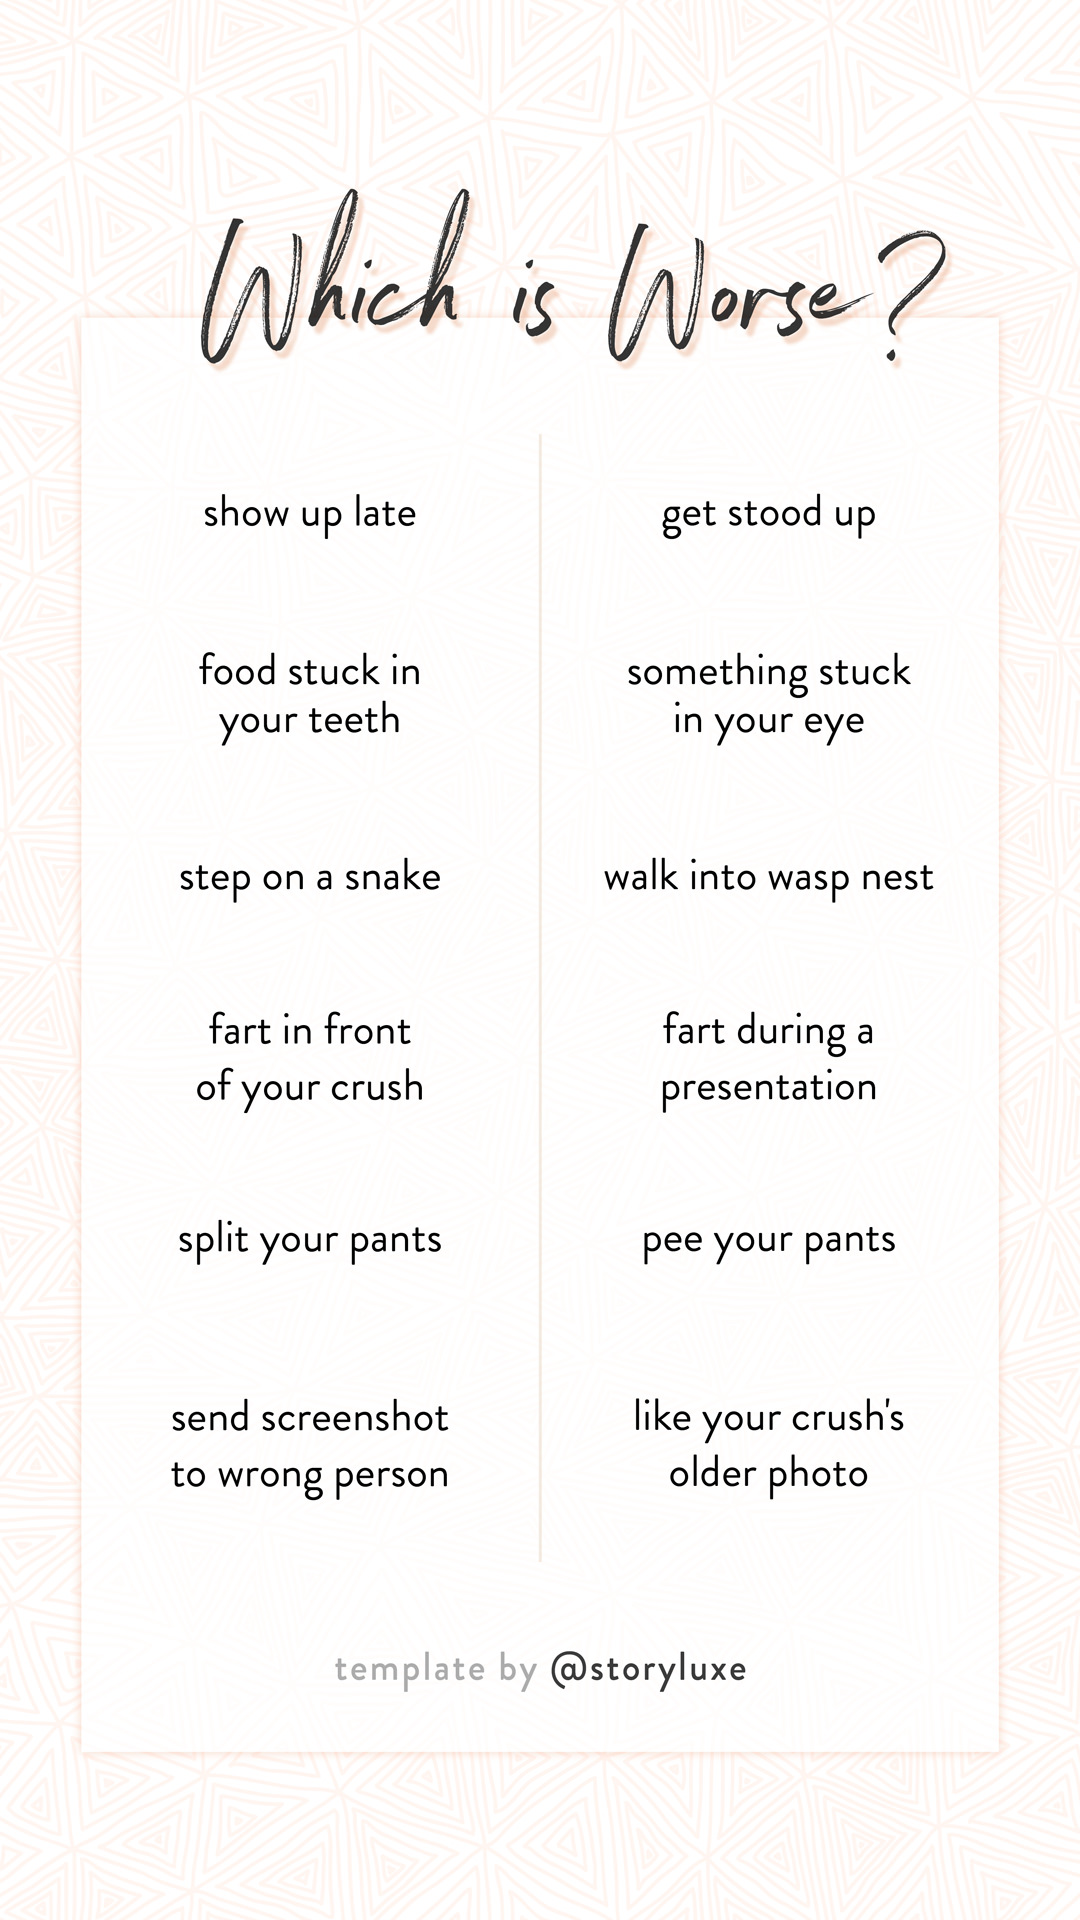 Which is Worse?
show up late
get stood up
food stuck in
your teeth
something stuck
in your eye
step on a snake
walk into wasp nest
fart in front
of your crush
fart during a
presentation
split your pants
pee your pants
send screenshot
to wrong person
like your crush's
older photo
template by @storyluxe